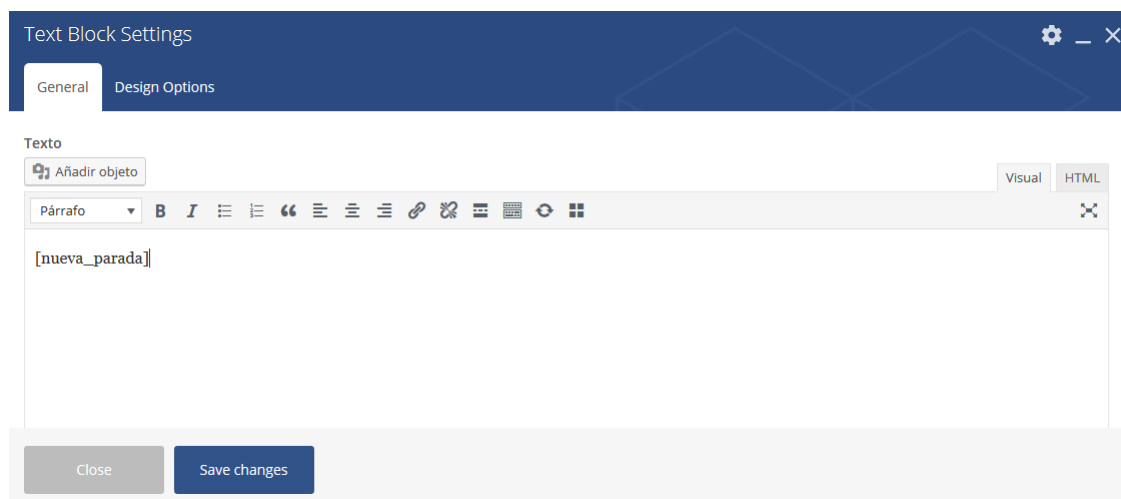 Text Block Settings
General Design Options
Texto
Añadir objeto
Visual HTML
Párrafo B I
[nueva_parada]
Close Save changes